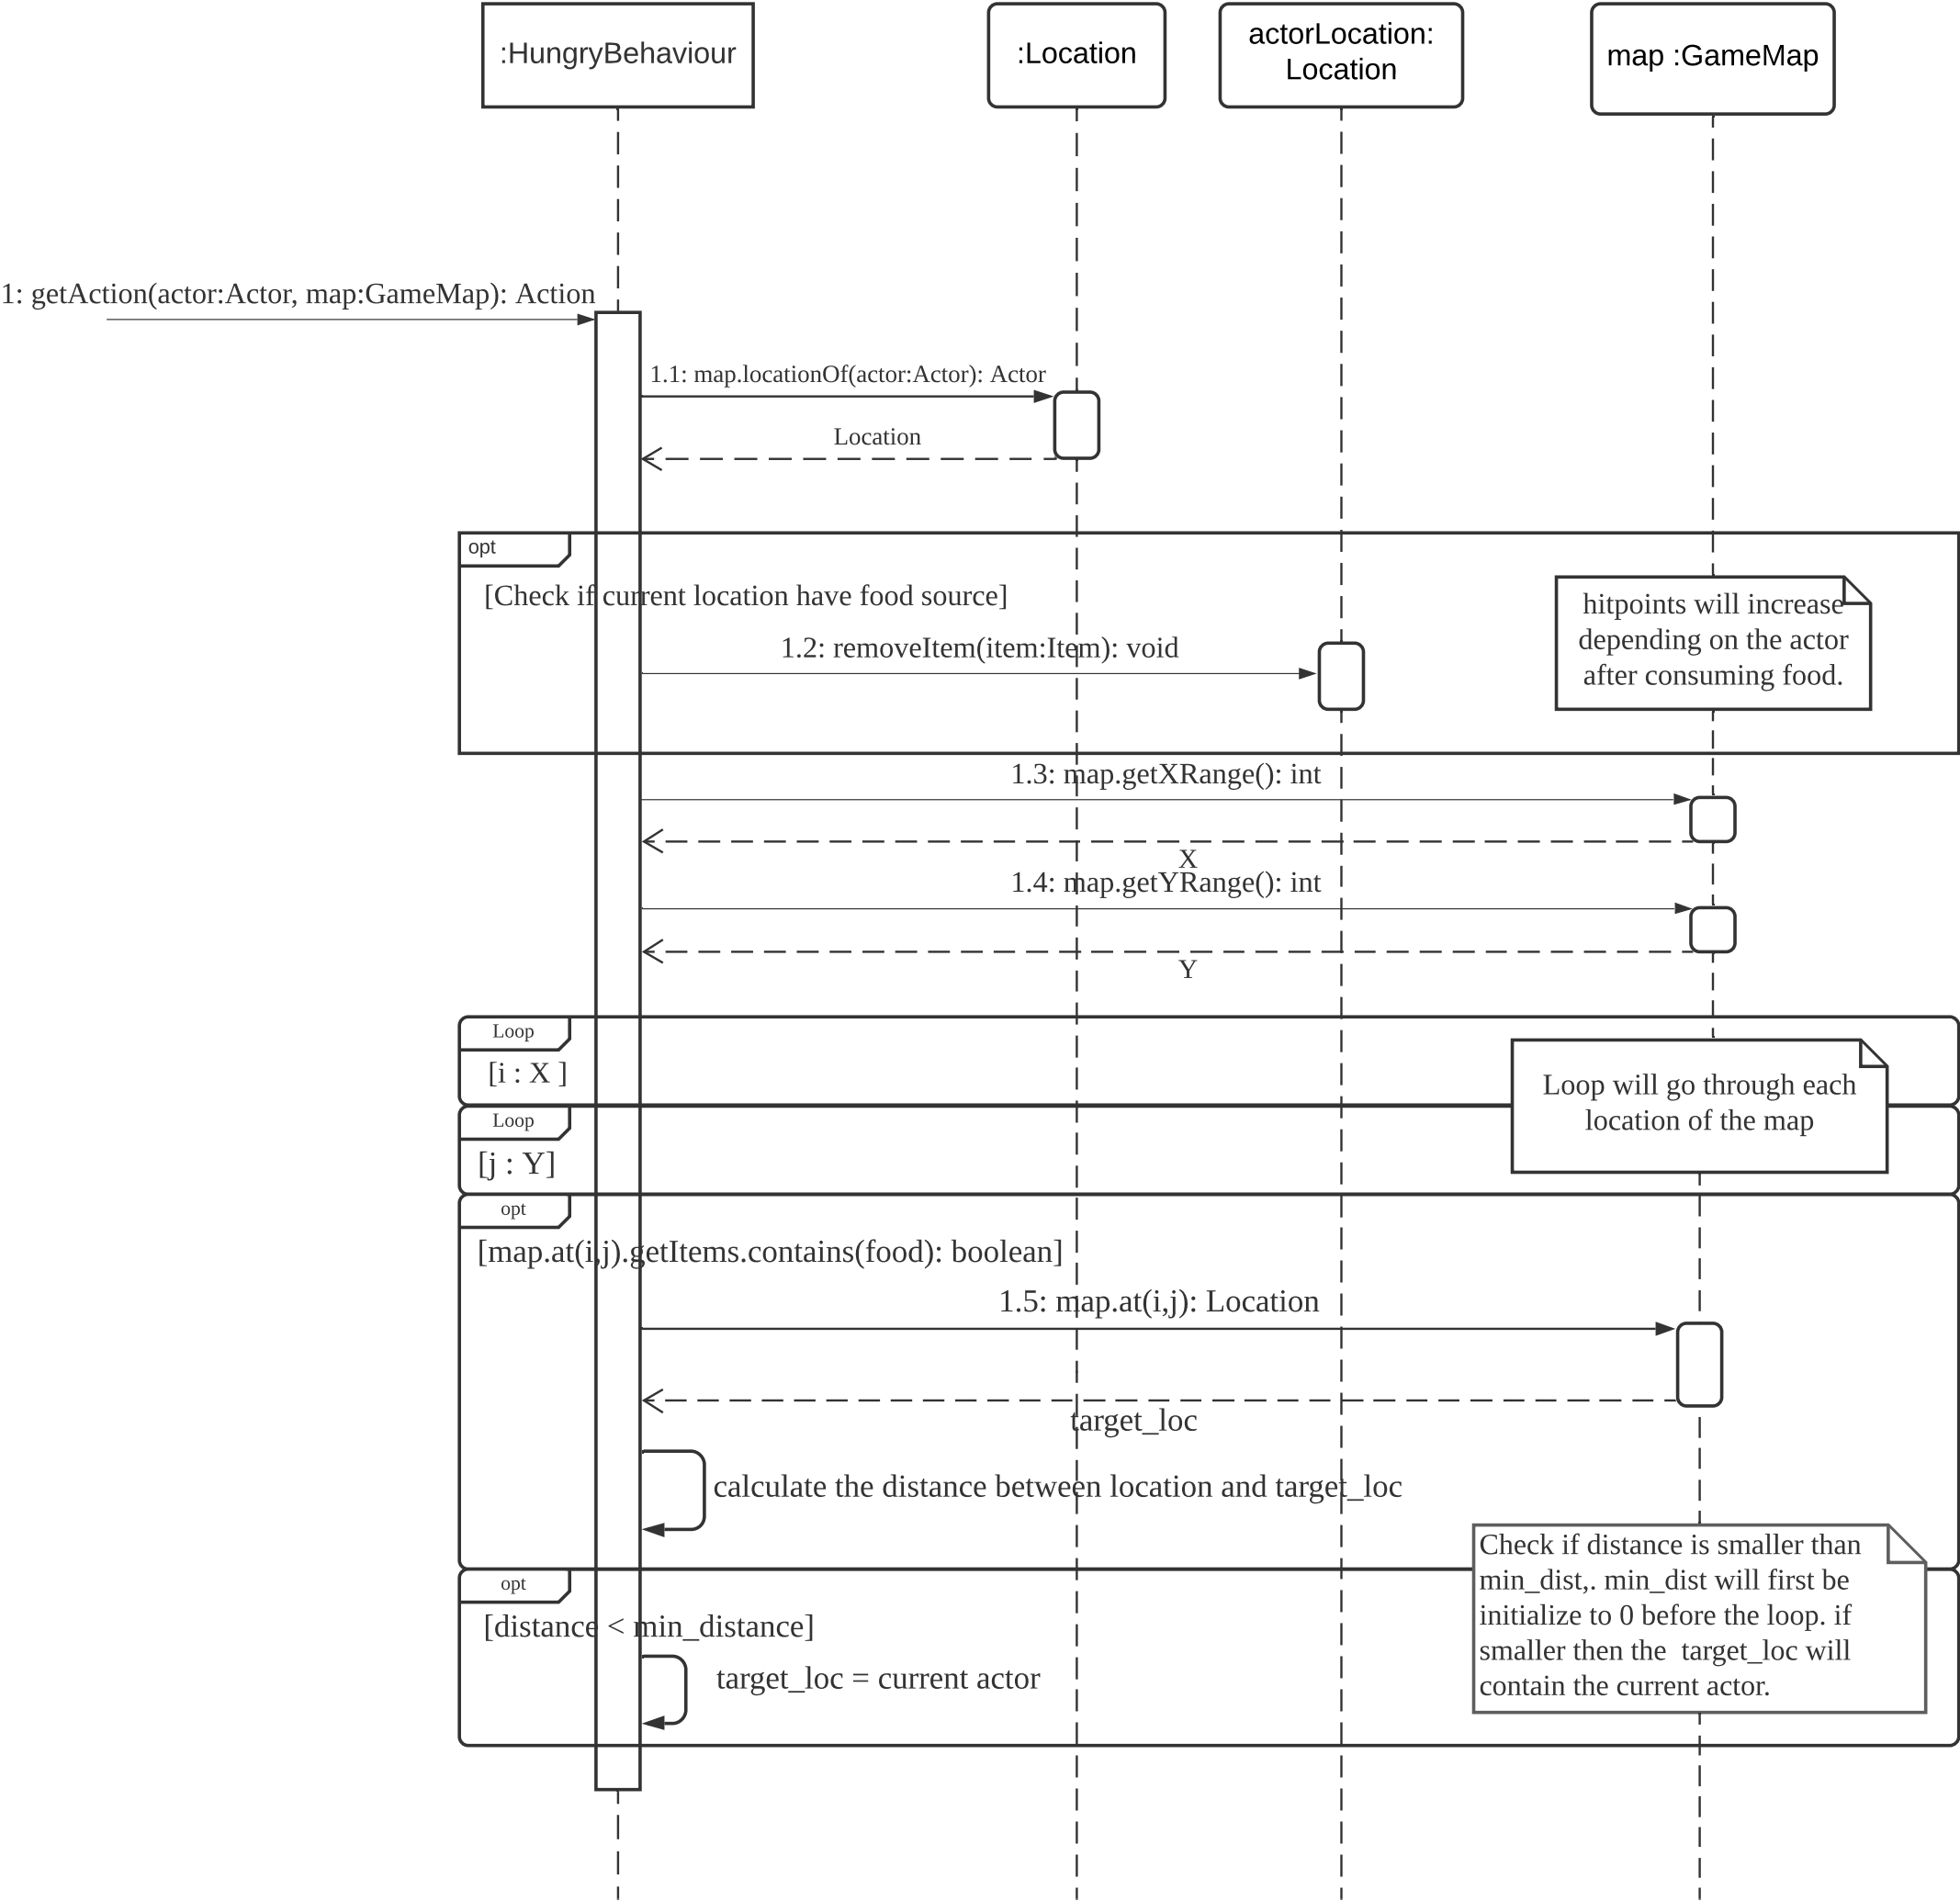 :HungryBehaviour
:Location
actorLocation:
Location
map :GameMap
1: getAction(actor:Actor, map:GameMap): Action
1.1: map.locationOf(actor:Actor): Actor
Location
opt
[Check if current location have food source]
hitpoints will increase
depending on the actor
after consuming food.
1.2: removeItem(item:Item): void
1.3: map.getXRange(): int
X
1.4: map.getYRange(): int
Y
Loop
[i : X ]
Loop will go through each
location of the map
Loop
[j : Y]
opt
[map.at(i,j).getItems.contains(food): boolean]
1.5: map.at(i,j): Location
target_loc
calculate the distance between location and target_loc
Check if distance is smaller than
min_dist,. min_dist will first be
initialize to 0 before the loop. if
smaller then the  target_loc will
contain the current actor.
opt
[distance < min_distance]
target_loc = current actor